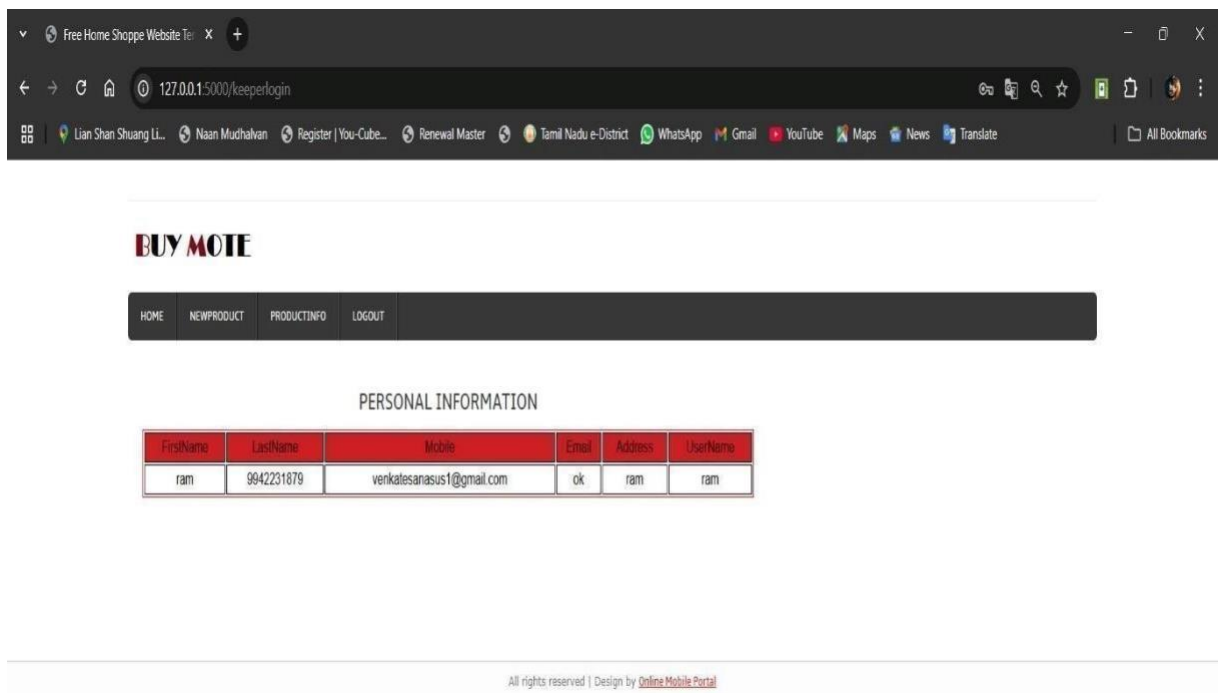 Free Home Shoppe Website Te
127.0.0.1:5000/keeperlogin
Lian Shan Shuang Li... Naan Mudhalvan Register | You-Cube... Renewal Master Tamil Nadu e-District WhatsApp Gmail YouTube Maps News Translate All Bookmarks
BUY MOTE
HOME NEWPRODUCT PRODUCTINFO LOGOUT
PERSONAL INFORMATION
FirstName LastName Mobile Email Address UserName
ram 9942231879 venkatesanasus1@gmail.com ok ram ram
All rights reserved | Design by Online Mobile Portal